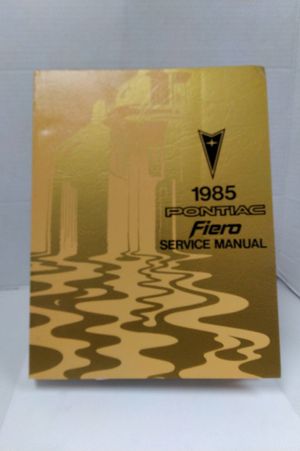 1985
PONTIAC
Fiero
SERVICE MANUAL